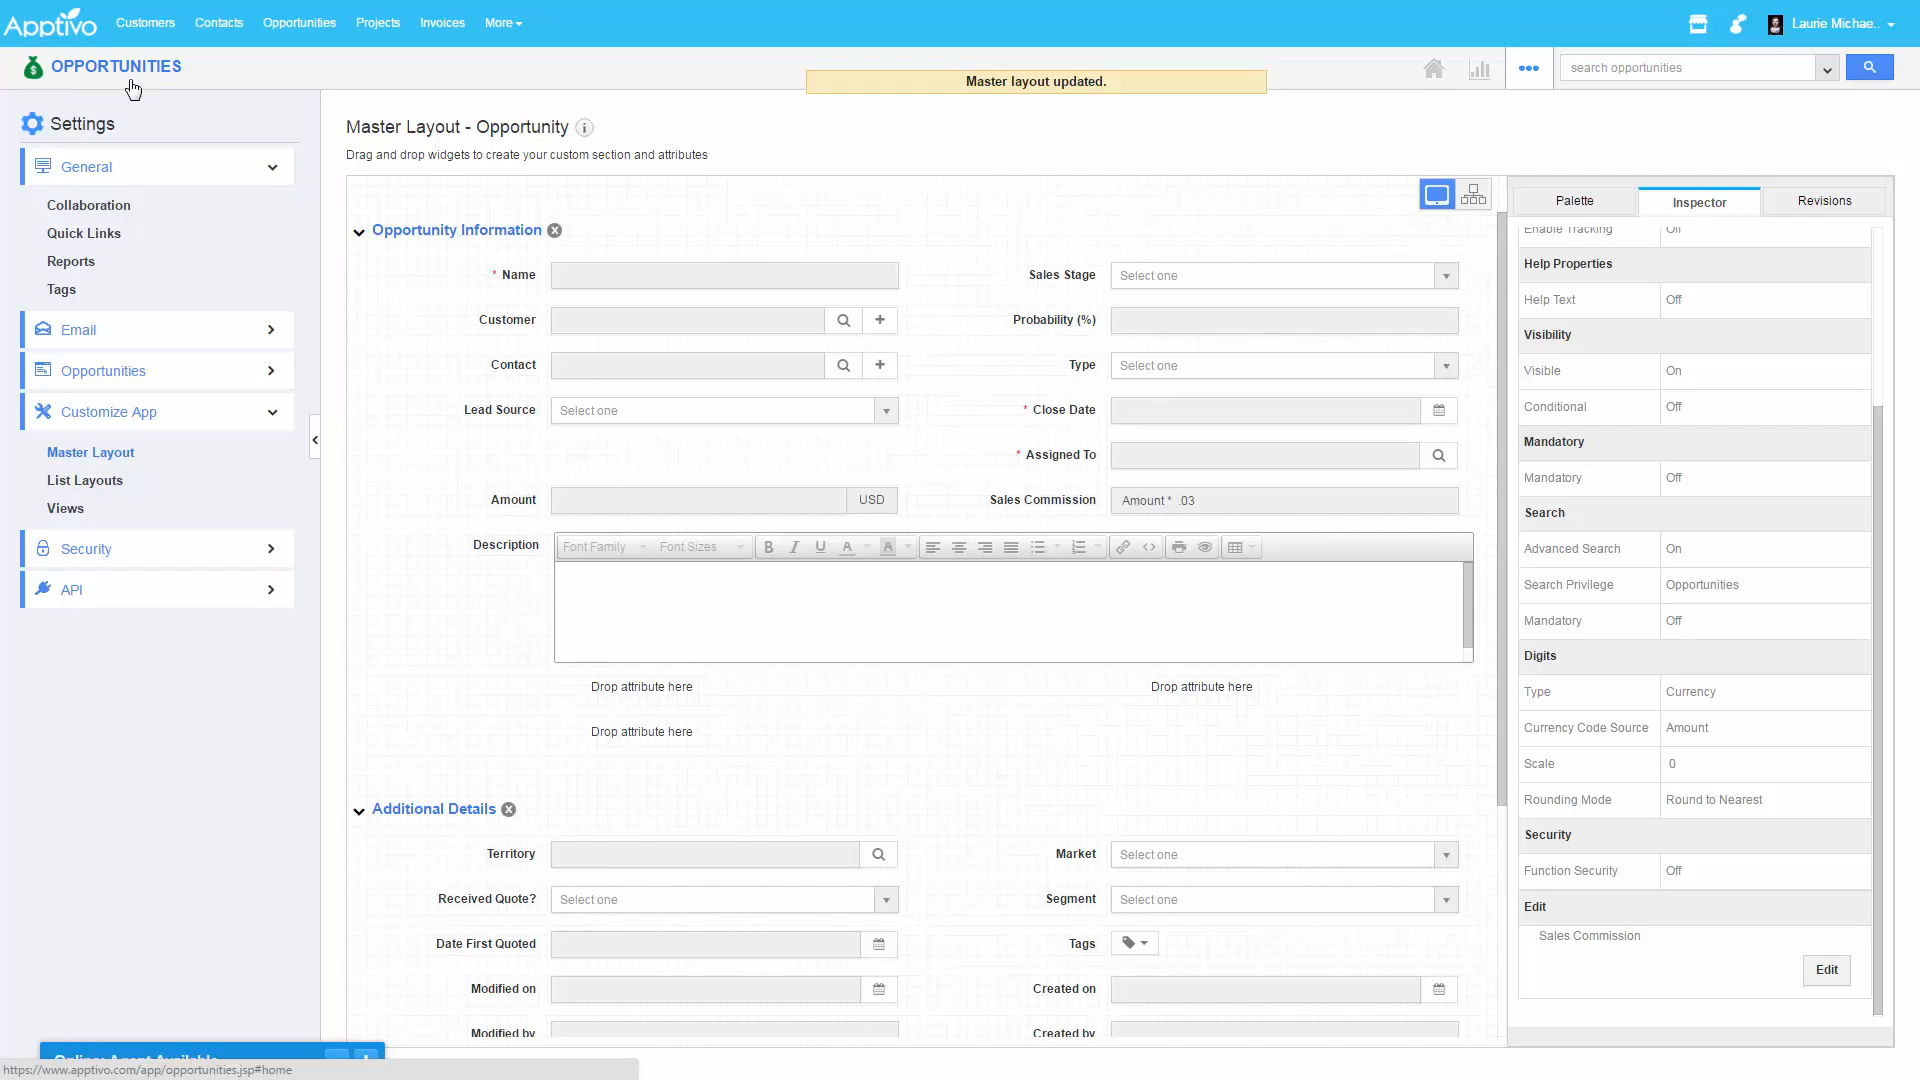 Apptivo
Customers
Contacts
Opportunities
Projects
Invoices
More
Laurie Michae..
OPPORTUNITIES
Master layout updated.
search opportunities
Settings
General
Collaboration
Quick Links
Reports
Tags
Email
Opportunities
Customize App
Master Layout
List Layouts
Views
Security
API
Master Layout - Opportunity
Drag and drop widgets to create your custom section and attributes
Opportunity Information
* Name
Sales Stage
Select one
Customer
Probability (%)
Contact
Type
Select one
Lead Source
Select one
* Close Date
* Assigned To
Amount
USD
Sales Commission
Amount * .03
Description
Font Family
Font Sizes
B I U A A
Drop attribute here
Drop attribute here
Drop attribute here
Additional Details
Territory
Market
Select one
Received Quote?
Select one
Segment
Select one
Date First Quoted
Tags
Modified on
Created on
Modified by
Created by
Palette
Inspector
Revisions
Enable Tracking
Off
Help Properties
Help Text
Off
Visibility
Visible
On
Conditional
Off
Mandatory
Mandatory
Off
Search
Advanced Search
On
Search Privilege
Opportunities
Mandatory
Off
Digits
Type
Currency
Currency Code Source
Amount
Scale
0
Rounding Mode
Round to Nearest
Security
Function Security
Off
Edit
Sales Commission
Edit
Online: Agent Available
https://www.apptivo.com/app/opportunities.jsp#home